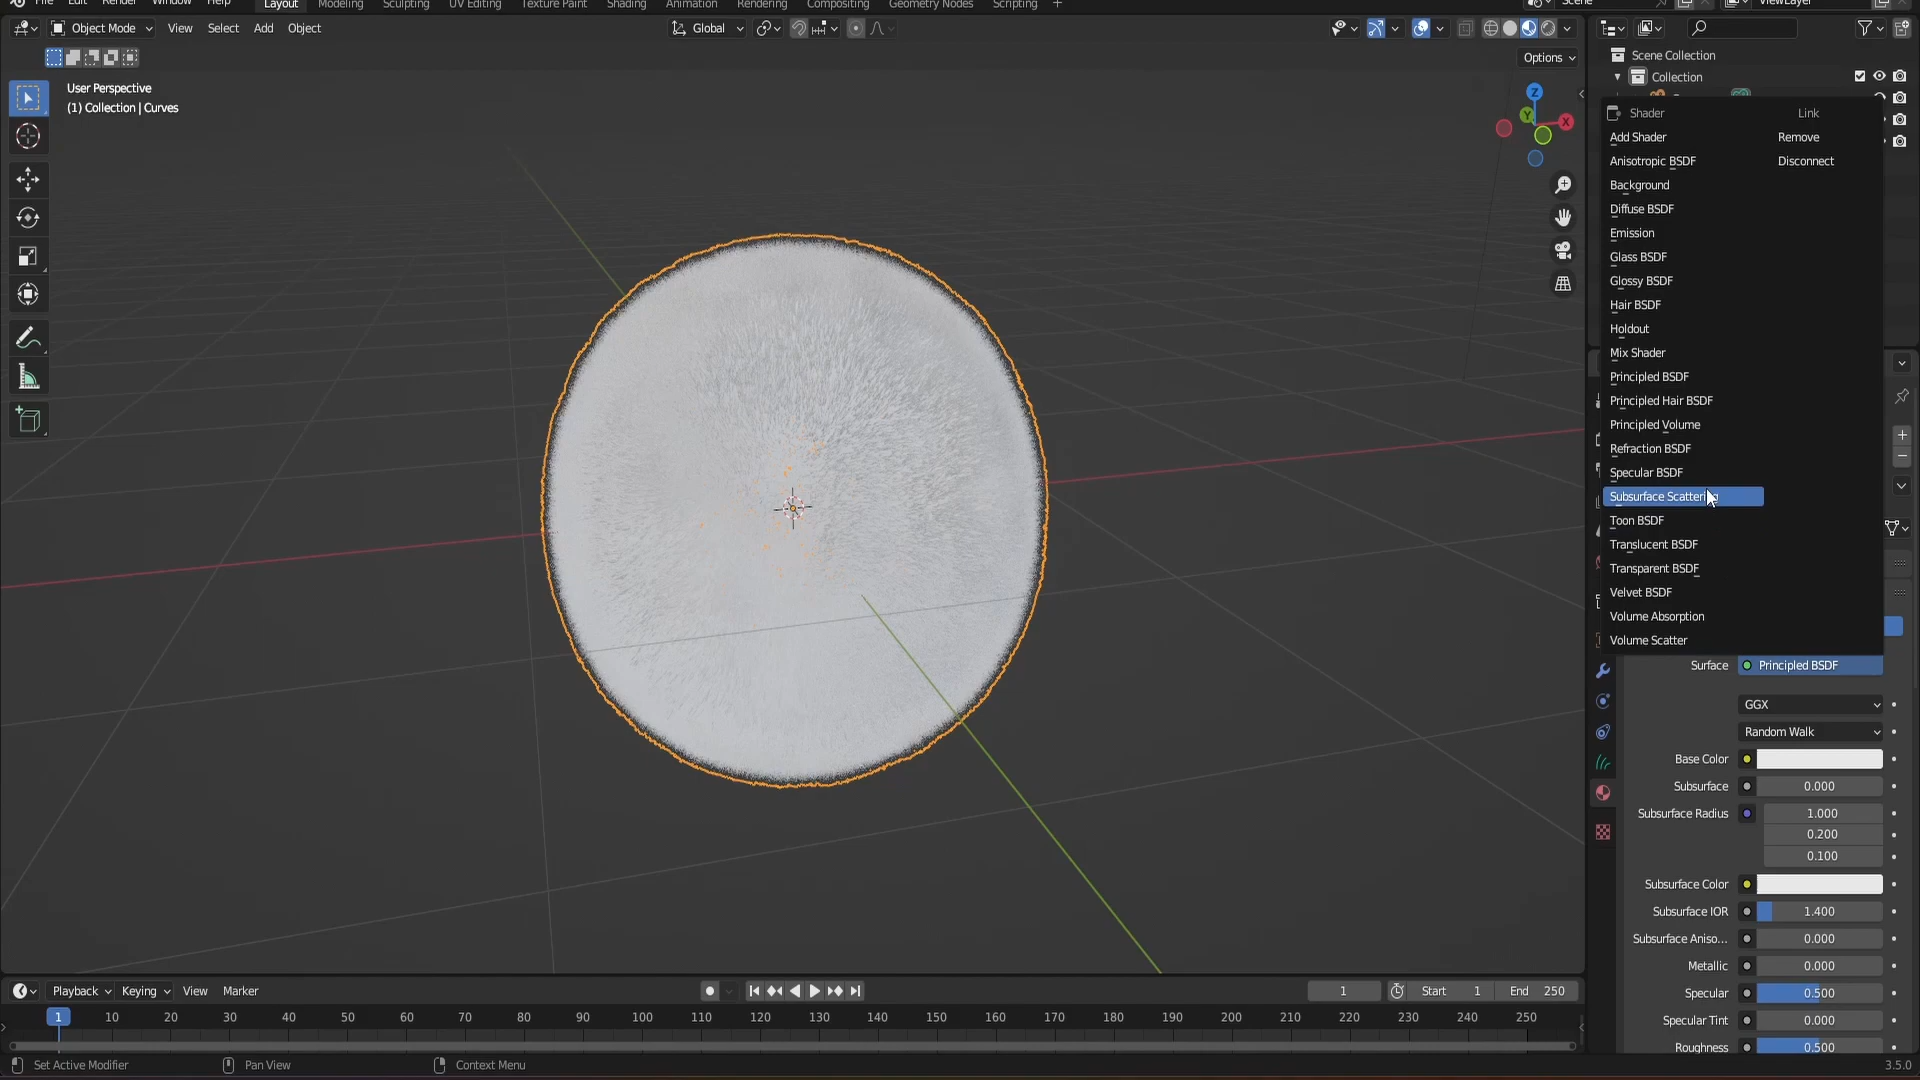 File Edit Render Window Help Layout Modeling Sculpting UV Editing Texture Paint Shading Animation Rendering Compositing Geometry Nodes Scripting + Scene ViewLayer
Object Mode View Select Add Object Global
Options
User Perspective
(1) Collection | Curves
Z
Y
X
Scene Collection
Collection
Shader Link
Add Shader Remove
Anisotropic BSDF Disconnect
Background
Diffuse BSDF
Emission
Glass BSDF
Glossy BSDF
Hair BSDF
Holdout
Mix Shader
Principled BSDF
Principled Hair BSDF
Principled Volume
Refraction BSDF
Specular BSDF
Subsurface Scattering
Toon BSDF
Translucent BSDF
Transparent BSDF
Velvet BSDF
Volume Absorption
Volume Scatter
Surface Principled BSDF
GGX
Random Walk
Base Color
Subsurface 0.000
Subsurface Radius 1.000
0.200
0.100
Subsurface Color
Subsurface IOR 1.400
Subsurface Aniso... 0.000
Metallic 0.000
Specular 0.500
Specular Tint 0.000
Roughness 0.500
Playback Keying View Marker 1 Start 1 End 250
1 10 20 30 40 50 60 70 80 90 100 110 120 130 140 150 160 170 180 190 200 210 220 230 240 250
Set Active Modifier Pan View Context Menu 3.5.0